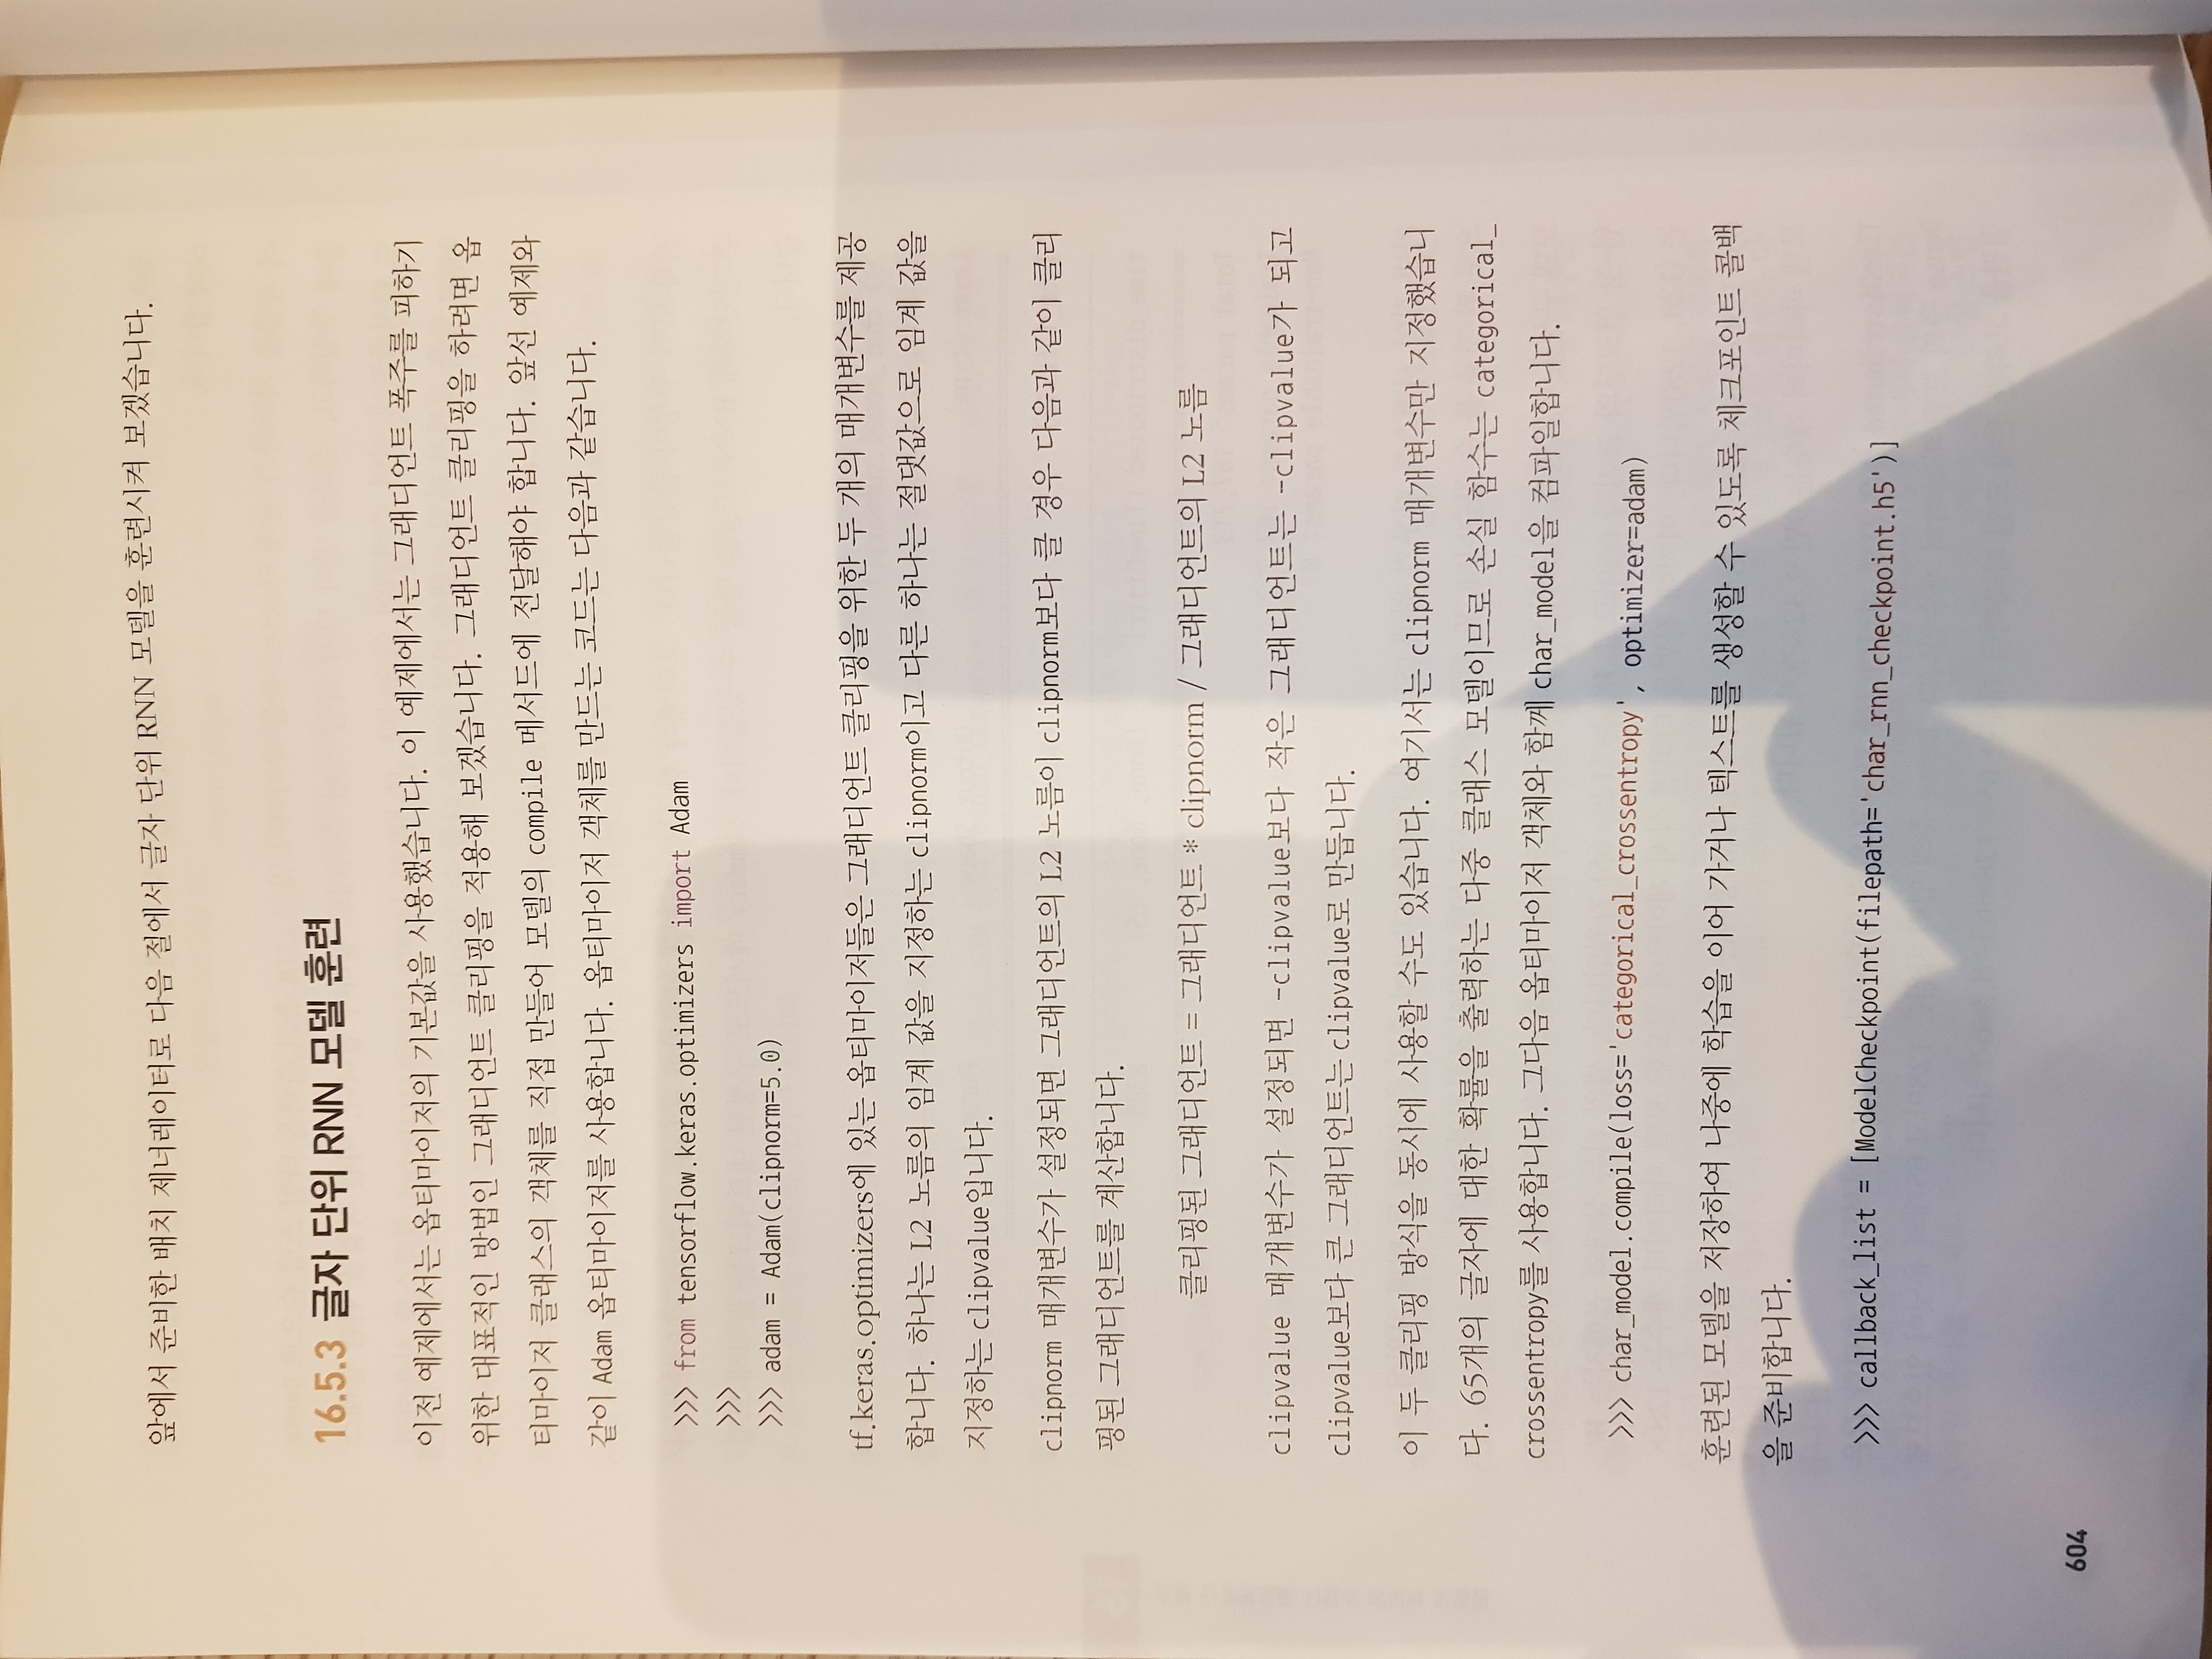 앞에서 준비한 배치 제너레이터로 다음 절에서 글자 단위 RNN 모델을 훈련시켜 보겠습니다.
16.5.3 글자 단위 RNN 모델 훈련
이전 예제에서는 옵티마이저의 기본값을 사용했습니다. 이 예제에서는 그래디언트 폭주를 피하기
위한 대표적인 방법인 그래디언트 클리핑을 적용해 보겠습니다. 그래디언트 클리핑을 하려면 옵
티마이저 클래스의 객체를 직접 만들어 모델의 compile 메서드에 전달해야 합니다. 앞선 예제와
같이 Adam 옵티마이저를 사용합니다. 옵티마이저 객체를 만드는 코드는 다음과 같습니다.
>>> from tensorflow.keras.optimizers import Adam
>>>
>>> adam = Adam(clipnorm=5.0)
tf.keras.optimizers에 있는 옵티마이저들은 그래디언트 클리핑을 위한 두 개의 매개변수를 제공
합니다. 하나는 L2 노름의 임계 값을 지정하는 clipnorm이고 다른 하나는 절댓값으로 임계 값을
지정하는 clipvalue입니다.
clipnorm 매개변수가 설정되면 그래디언트의 L2 노름이 clipnorm보다 클 경우 다음과 같이 클리
핑된 그래디언트를 계산합니다.
클리핑된 그래디언트 = 그래디언트 * clipnorm / 그래디언트의 L2 노름
clipvalue 매개변수가 설정되면 -clipvalue보다 작은 그래디언트는 -clipvalue가 되고
clipvalue보다 큰 그래디언트는 clipvalue로 만듭니다.
이 두 클리핑 방식을 동시에 사용할 수도 있습니다. 여기서는 clipnorm 매개변수만 지정했습니
다. 65개의 글자에 대한 확률을 출력하는 다중 클래스 모델이므로 손실 함수는 categorical_
crossentropy를 사용합니다. 그다음 옵티마이저 객체와 함께 char_model을 컴파일합니다.
>>> char_model.compile(loss='categorical_crossentropy', optimizer=adam)
훈련된 모델을 저장하여 나중에 학습을 이어 가거나 텍스트를 생성할 수 있도록 체크포인트 콜백
을 준비합니다.
>>> callback_list = [ModelCheckpoint(filepath='char_rnn_checkpoint.h5')]
604